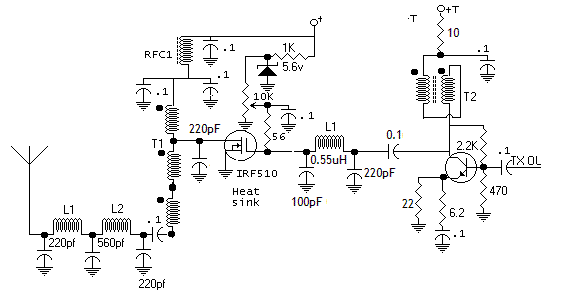 +
·T
+T
10
RFC1
.1
1K
5.6v
.1
.1
.1
10K
.1
T2
220pF
T1
56
L1
0.1
2.2K
.1
TX OL
IRF510
0.55uH
Heat
sink
100pF
220pF
22
6.2
470
L1
L2
.1
.1
220pf
560pf
220pf